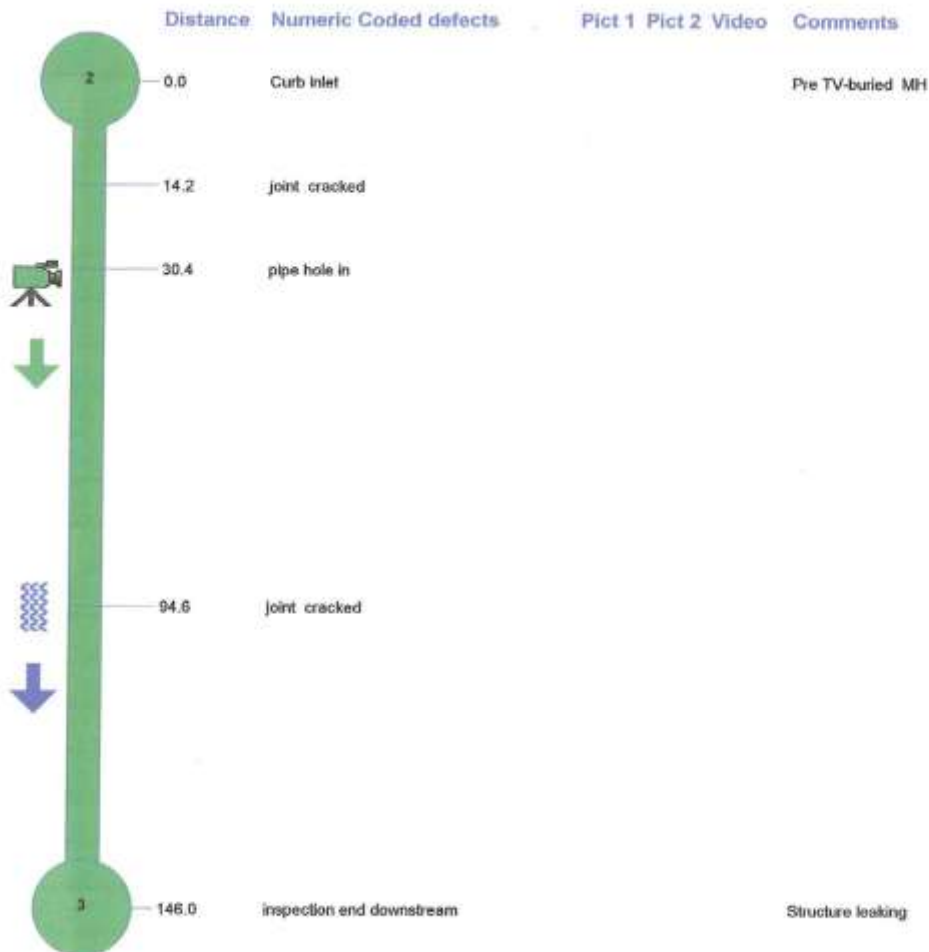 Distance Numeric Coded defects Pict 1 Pict 2 Video Comments
2 0.0 Curb Inlet Pre TV-buried MH
14.2 joint cracked
30.4 pipe hole in
94.6 joint cracked
3 146.0 inspection end downstream Structure leaking